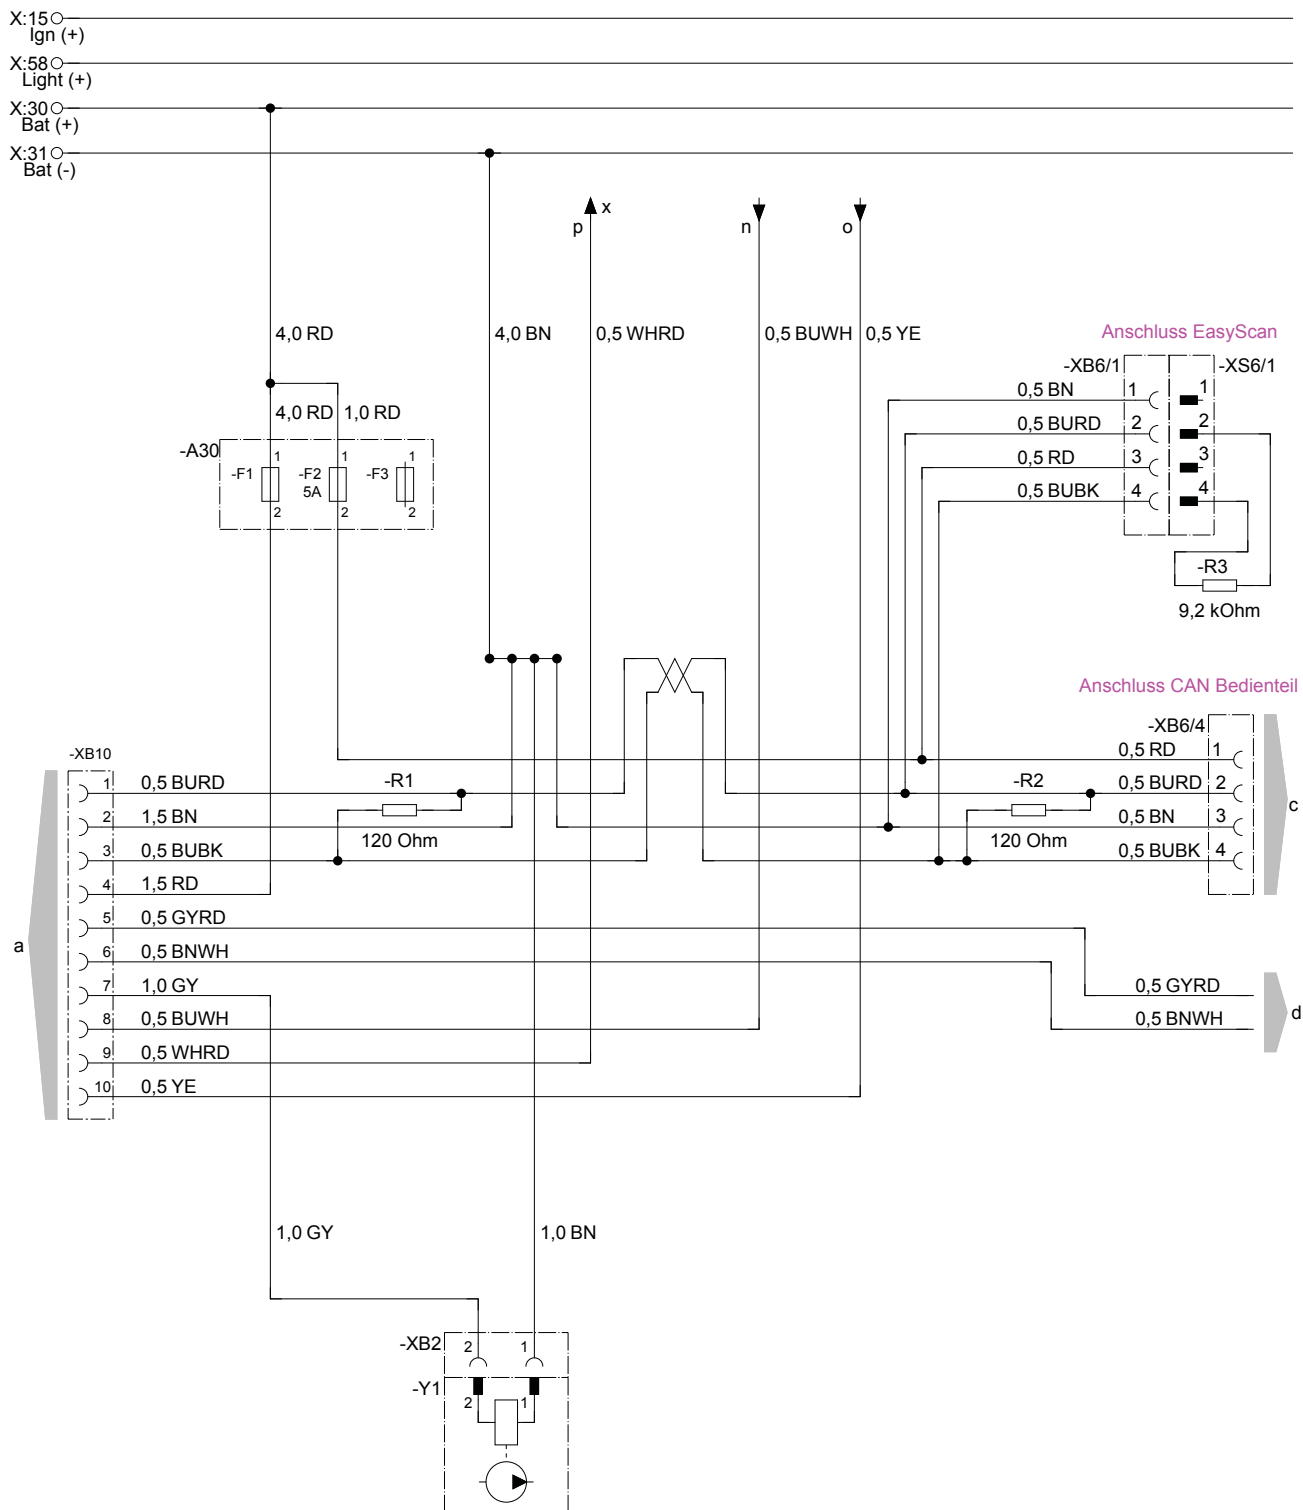 X:15
Ign (+)
X:58
Light (+)
X:30
Bat (+)
X:31
Bat (-)
x
p
n
o
4,0 RD
4,0 BN
0,5 WHRD
0,5 BUWH
0,5 YE
Anschluss EasyScan
-XB6/1
-XS6/1
0,5 BN
1
1
0,5 BURD
2
2
0,5 RD
3
3
0,5 BUBK
4
4
4,0 RD
1,0 RD
-A30
1
1
1
-F1
-F2
5A
-F3
2
2
2
-R3
9,2 kOhm
Anschluss CAN Bedienteil
-XB6/4
-XB10
0,5 RD
1
1
0,5 BURD
-R1
-R2
0,5 BURD
2
2
1,5 BN
120 Ohm
120 Ohm
0,5 BN
3
c
3
0,5 BUBK
0,5 BUBK
4
4
1,5 RD
5
0,5 GYRD
a
6
0,5 BNWH
7
1,0 GY
0,5 GYRD
d
8
0,5 BUWH
0,5 BNWH
9
0,5 WHRD
10
0,5 YE
1,0 GY
1,0 BN
-XB2
2
1
-Y1
2
1